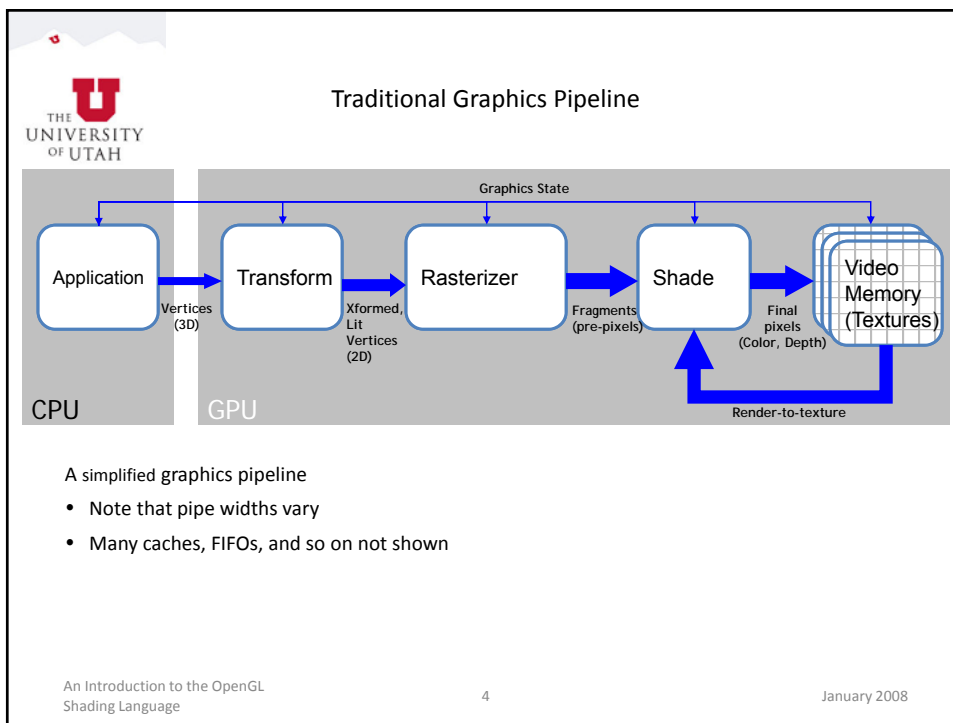 THE
UNIVERSITY
OF UTAH
Traditional Graphics Pipeline
Graphics State
Application
Vertices
(3D)
Transform
Xformed,
Lit
Vertices
(2D)
Rasterizer
Fragments
(pre-pixels)
Shade
Final
pixels
(Color, Depth)
Video
Memory
(Textures)
Render-to-texture
CPU
GPU
A simplified graphics pipeline
• Note that pipe widths vary
• Many caches, FIFOs, and so on not shown
An Introduction to the OpenGL
Shading Language
4
January 2008